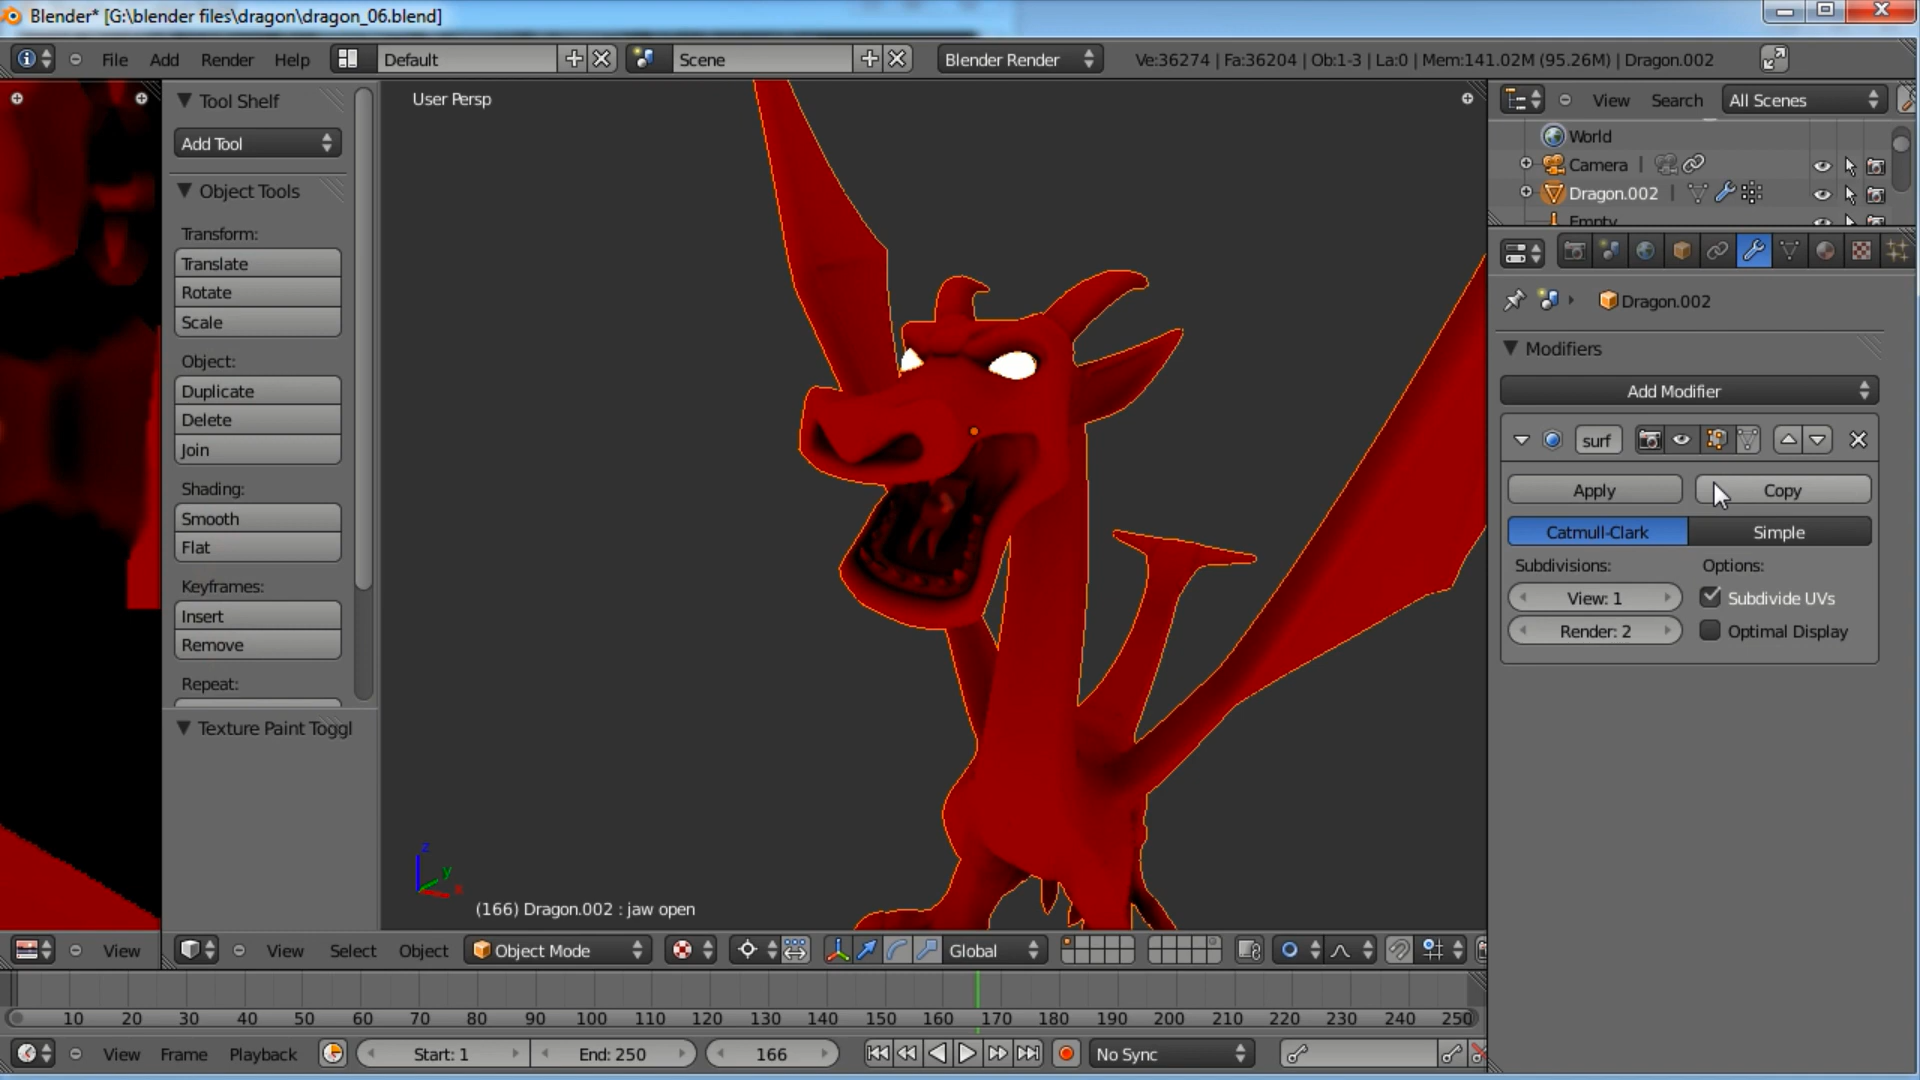 Blender* [G:\blender files\dragon\dragon_06.blend]
File Add Render Help Default Scene Blender Render Ve:36274 | Fa:36204 | Ob:1-3 | La:0 | Mem:141.02M (95.26M) | Dragon.002
Tool Shelf
Add Tool
Object Tools
Transform:
Translate
Rotate
Scale
Object:
Duplicate
Delete
Join
Shading:
Smooth
Flat
Keyframes:
Insert
Remove
Repeat:
Texture Paint Toggl
User Persp
z
y
x
(166) Dragon.002 : jaw open
View Search All Scenes
World
Camera
Dragon.002
Empty
Dragon.002
Modifiers
Add Modifier
surf
Apply Copy
Catmull-Clark Simple
Subdivisions: Options:
View: 1 Subdivide UVs
Render: 2 Optimal Display
View View Select Object Object Mode Global
10 20 30 40 50 60 70 80 90 100 110 120 130 140 150 160 170 180 190 200 210 220 230 240 250
View Frame Playback Start: 1 End: 250 166 No Sync